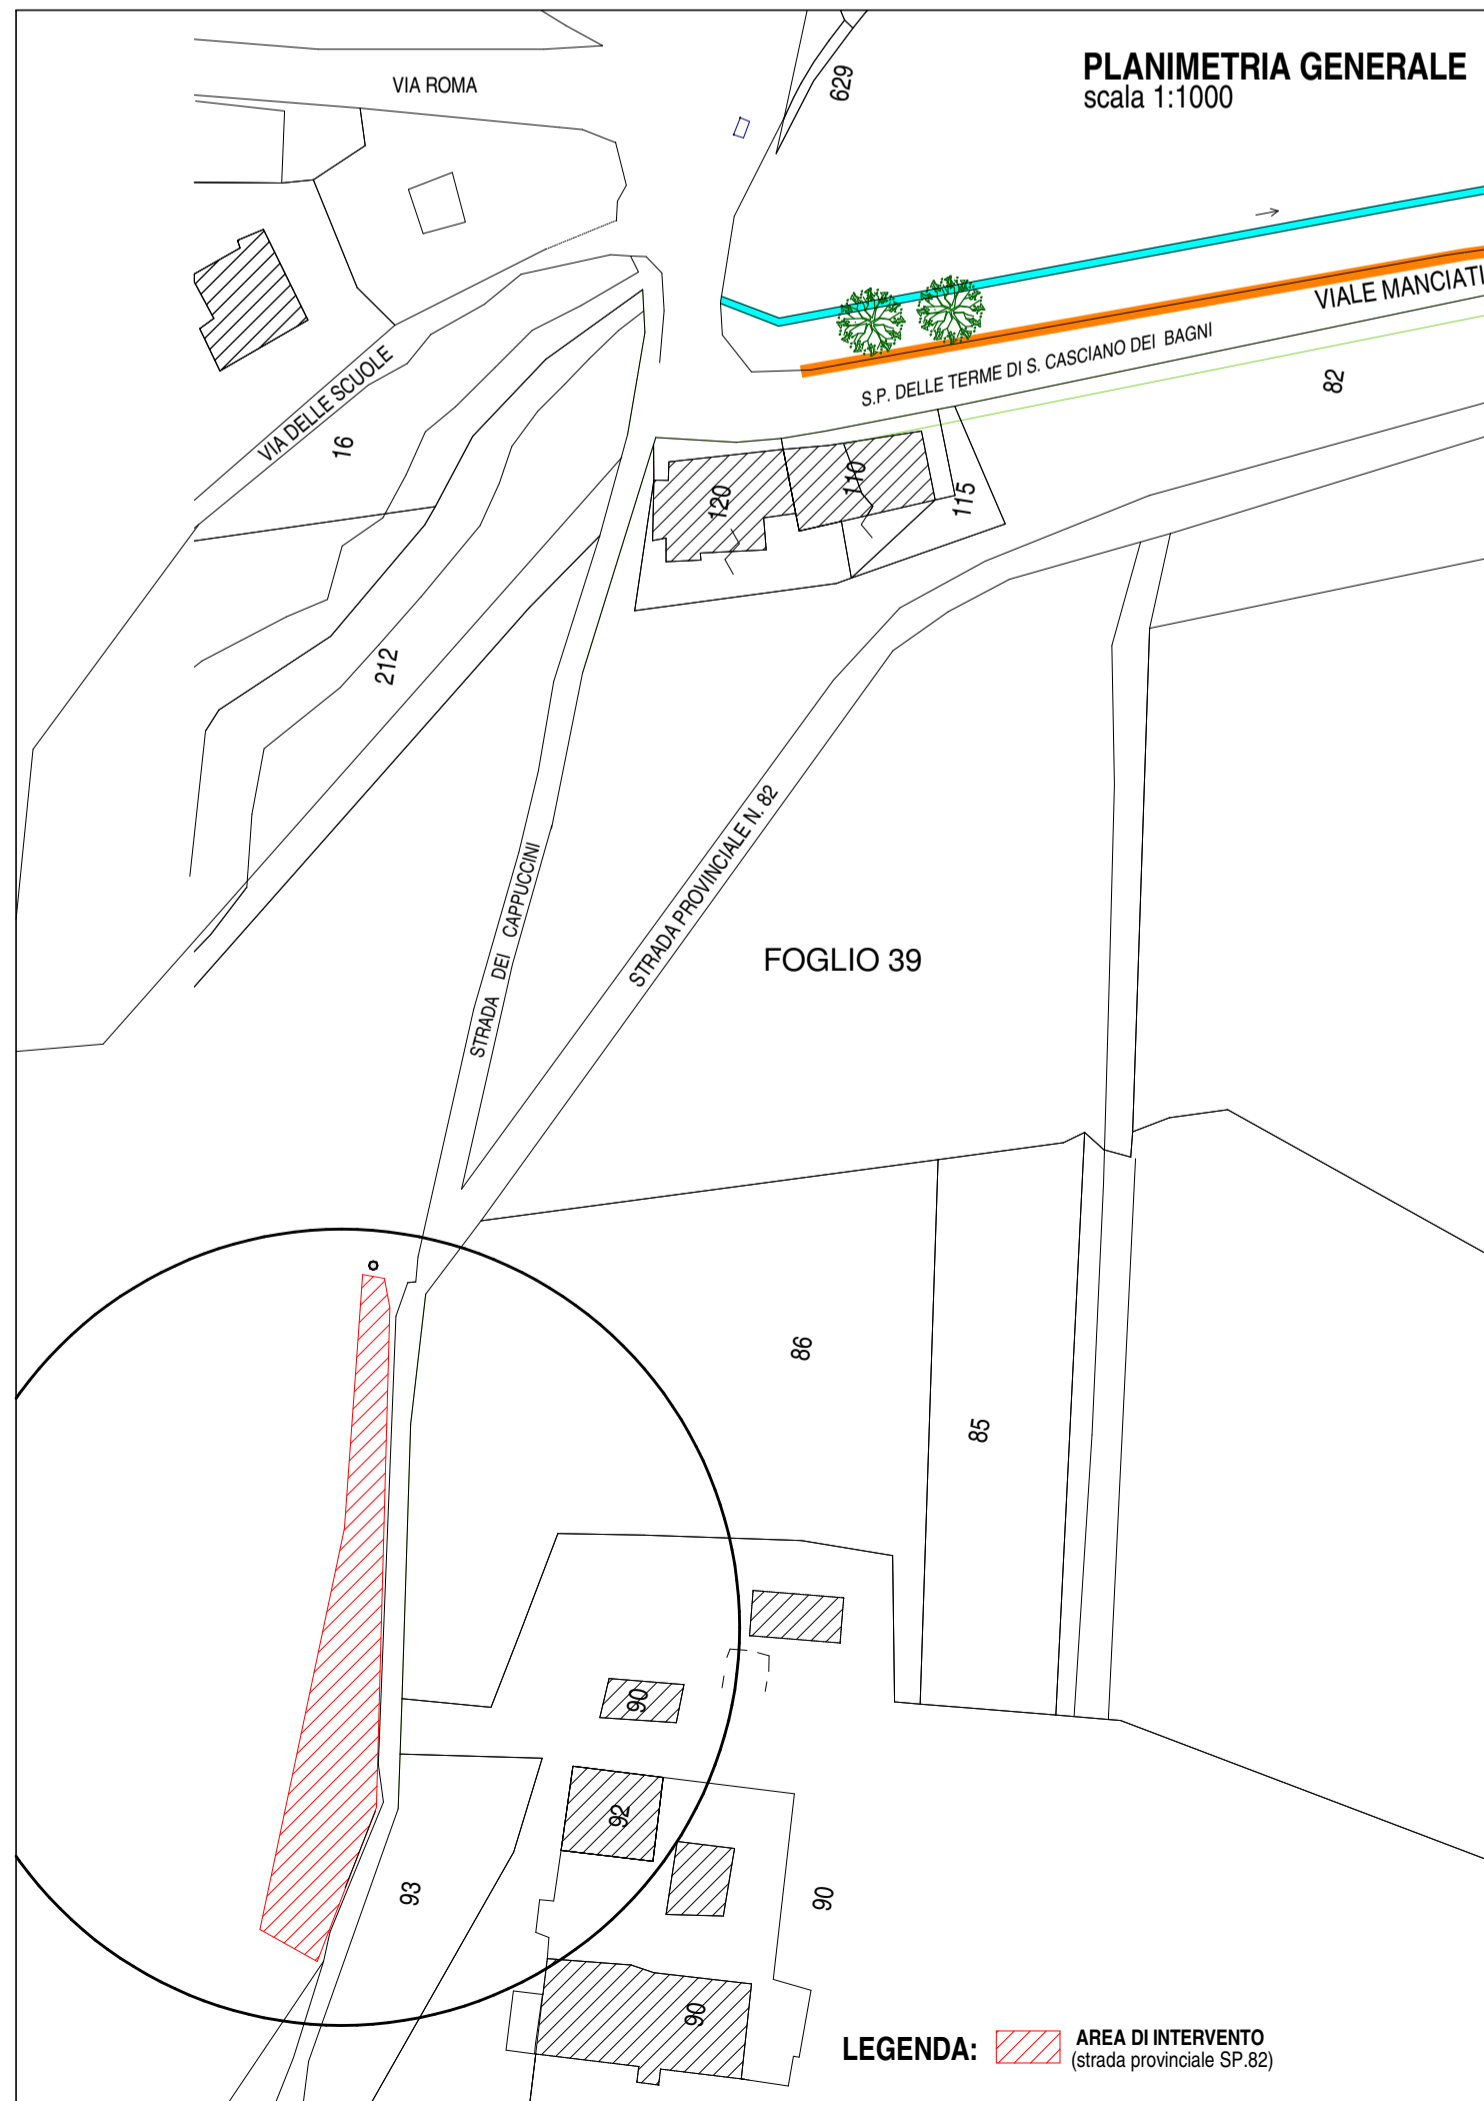 PLANIMETRIA GENERALE
scala 1:1000
VIA ROMA
629
VIALE MANCIATI
S.P. DELLE TERME DI S. CASCIANO DEI BAGNI
82
VIA DELLE SCUOLE
16
120
110
115
212
STRADA DEI CAPPUCCINI
STRADA PROVINCIALE N. 82
FOGLIO 39
86
85
90
92
93
90
90
LEGENDA:
AREA DI INTERVENTO
(strada provinciale SP.82)